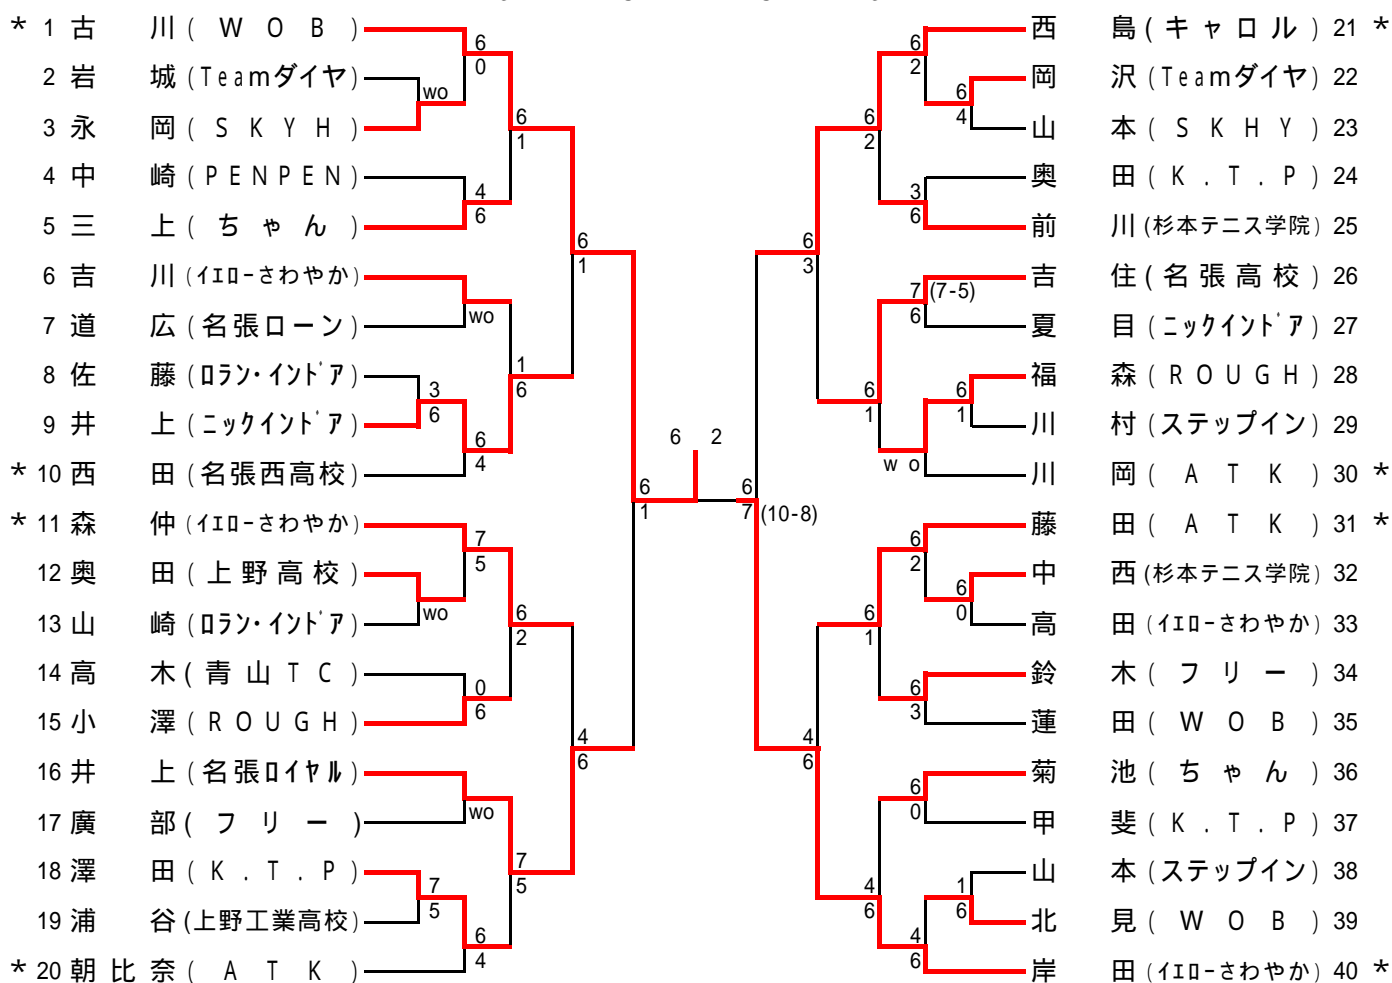 * 1 古 川 ( W O B ) 西 島 ( キャロル ) 21 *
6 6
0 2
2 岩 城 (Teamダイヤ) 岡 沢 (Teamダイヤ) 22
wo 6
4
3 永 岡 ( S K Y H ) 山 本 ( S K H Y ) 23
6 6
1 2
4 中 崎 (PENPEN) 奥 田 ( K . T . P ) 24
4 3
6 6
5 三 上 ( ちゃん ) 前 川 (杉本テニス学院) 25
6 6
1 3
6 吉 川 (イエローさわやか) 吉 住 (名張高校) 26
wo 7 (7-5)
6
7 道 広 (名張ローン) 夏 目 (ニックインドア) 27
1 6
6 1
8 佐 藤 (ロラン・インドア) 福 森 ( R O U G H ) 28
3 6
6 1
9 井 上 (ニックインドア) 川 村 (ステップイン) 29
6 6 2 w o
4
* 10 西 田 (名張西高校) 川 岡 ( A T K ) 30 *
6 6
1 7 (10-8)
* 11 森 仲 (イエローさわやか) 藤 田 ( A T K ) 31 *
7 6
5 2
12 奥 田 (上野高校) 中 西 (杉本テニス学院) 32
wo 6
0
13 山 崎 (ロラン・インドア) 高 田 (イエローさわやか) 33
6 6
2 1
14 高 木 (青山TC) 鈴 木 ( フリー ) 34
0 6
6 3
15 小 澤 ( R O U G H ) 蓮 田 ( W O B ) 35
4 4
6 6
16 井 上 (名張ロイヤル) 菊 池 ( ちゃん ) 36
wo 6
0
17 廣 部 ( フリー ) 甲 斐 ( K . T . P ) 37
7 4
5 6
18 澤 田 ( K . T . P ) 山 本 (ステップイン) 38
7 1
5 6
19 浦 谷 (上野工業高校) 北 見 ( W O B ) 39
6 4
4 6
* 20 朝比奈 ( A T K ) 岸 田 (イエローさわやか) 40 *